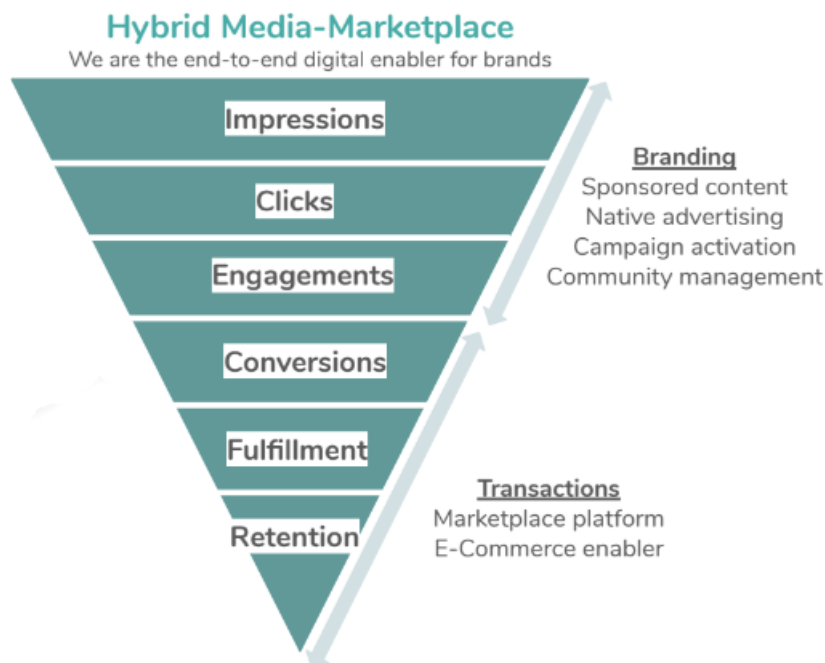 Hybrid Media-Marketplace
We are the end-to-end digital enabler for brands
Impressions
Clicks
Engagements
Conversions
Fulfillment
Retention
Branding
Sponsored content
Native advertising
Campaign activation
Community management
Transactions
Marketplace platform
E-Commerce enabler